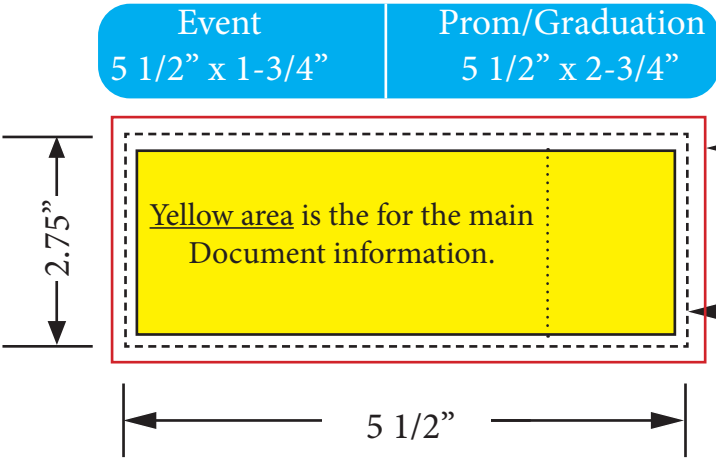 Event
5 1/2” x 1-3/4”
Prom/Graduation
5 1/2” x 2-3/4”
2.75”
Yellow area is the for the main
Document information.
5 1/2”